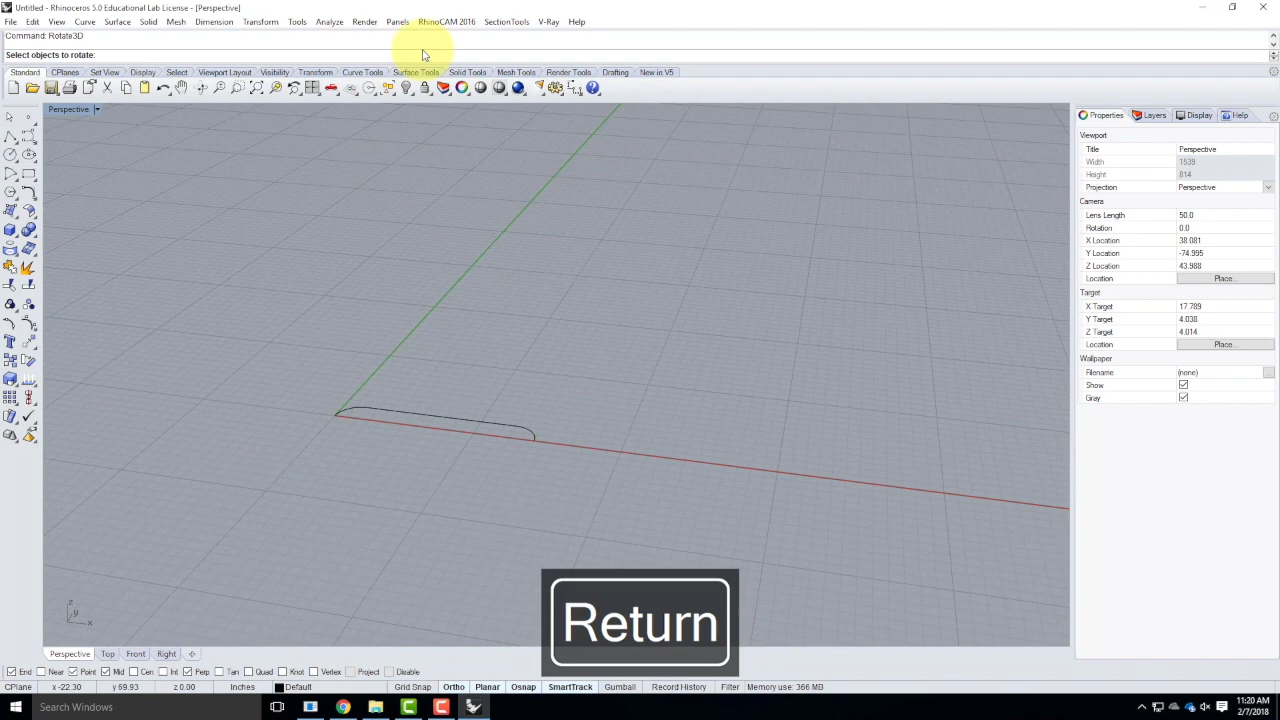 Untitled - Rhinoceros 5.0 Educational Lab License - [Perspective]
File Edit View Curve Surface Solid Mesh Dimension Transform Tools Analyze Render Panels RhinoCAM 2016 SectionTools V-Ray Help
Command: Rotate3D
Select objects to rotate:
Standard CPlanes Set View Display Select Viewport Layout Visibility Transform Curve Tools Surface Tools Solid Tools Mesh Tools Render Tools Drafting New in V5
Perspective
Properties Layers Display Help
Viewport
Title Perspective
Width 1539
Height 814
Projection Perspective
Camera
Lens Length 50.0
Rotation 0.0
X Location 38.081
Y Location -74.995
Z Location 43.988
Location Place...
Target
X Target 17.789
Y Target 4.038
Z Target 4.014
Location Place...
Wallpaper
Filename (none)
Show
Gray
Return
z
y
x
Perspective Top Front Right
End Near Point Mid Cen Int Perp Tan Quad Knot Vertex Project Disable
CPlane x -22.30 y 69.93 z 0.00 Inches Default Grid Snap Ortho Planar Osnap SmartTrack Gumball Record History Filter Memory use: 366 MB
Search Windows
11:20 AM
2/7/2018